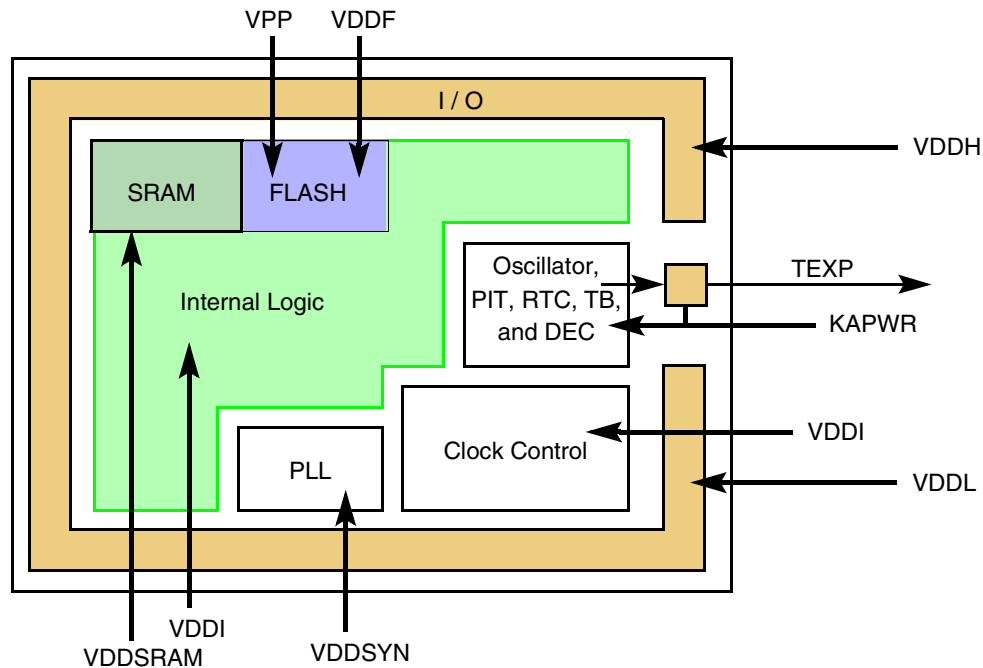 VPP
VDDF
I / O
VDDH
SRAM
FLASH
Oscillator,
PIT, RTC, TB,
and DEC
TEXP
KAPWR
Internal Logic
VDDI
Clock Control
PLL
VDDL
VDDI
VDDSRAM
VDDSYN